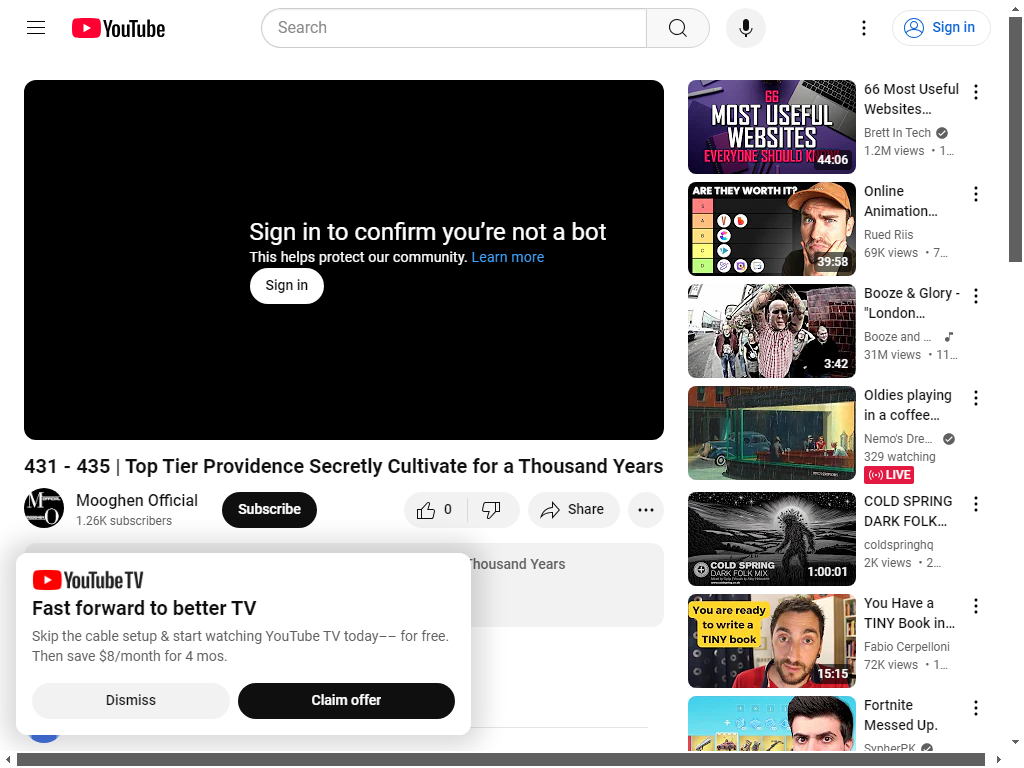 YouTube
Search
Sign in
Sign in to confirm you're not a bot
This helps protect our community. Learn more
Sign in
431 - 435 | Top Tier Providence Secretly Cultivate for a Thousand Years
Mooghen Official
1.26K subscribers
Subscribe
0
Share
Thousand Years
YouTube TV
Fast forward to better TV
Skip the cable setup & start watching YouTube TV today–– for free.
Then save $8/month for 4 mos.
Dismiss
Claim offer
66
MOST USEFUL
WEBSITES
EVERYONE SHOULD
44:06
66 Most Useful
Websites…
Brett In Tech
1.2M views • 1…
ARE THEY WORTH IT?
39:58
Online
Animation…
Rued Riis
69K views • 7…
3:42
Booze & Glory -
"London…
Booze and …
31M views • 11…
Oldies playing
in a coffee…
Nemo's Dre…
329 watching
LIVE
COLD SPRING
DARK FOLK MIX
1:00:01
COLD SPRING
DARK FOLK…
coldspringhq
2K views • 2…
You are ready
to write a
TINY book
15:15
You Have a
TINY Book in…
Fabio Cerpelloni
72K views • 1…
Fortnite
Messed Up.
SypherPK